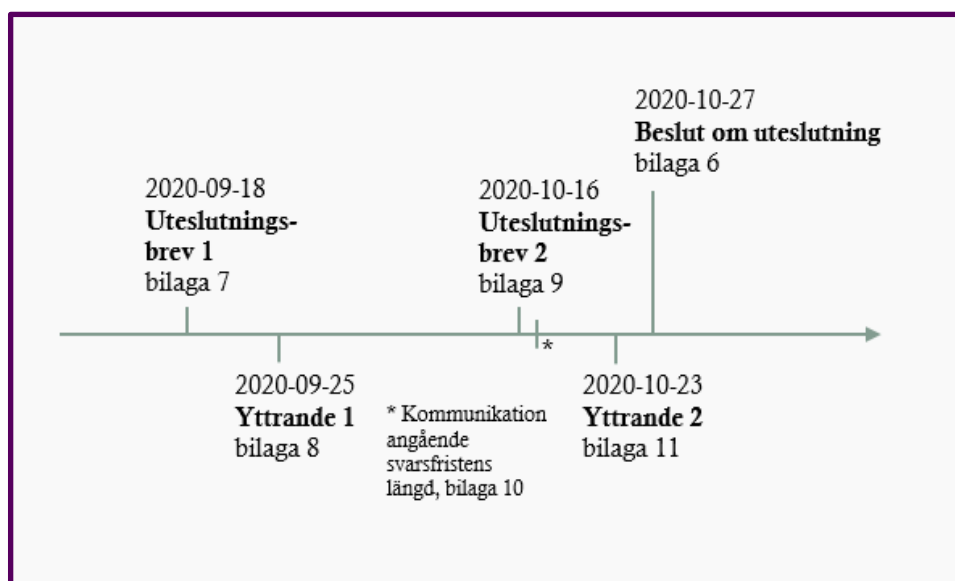 2020-10-27
Beslut om uteslutning
bilaga 6
2020-09-18
Uteslutnings-
brev 1
bilaga 7
2020-10-16
Uteslutnings-
brev 2
bilaga 9
*
2020-09-25
Yttrande 1
bilaga 8
* Kommunikation
angående
svarsfristens
längd, bilaga 10
2020-10-23
Yttrande 2
bilaga 11